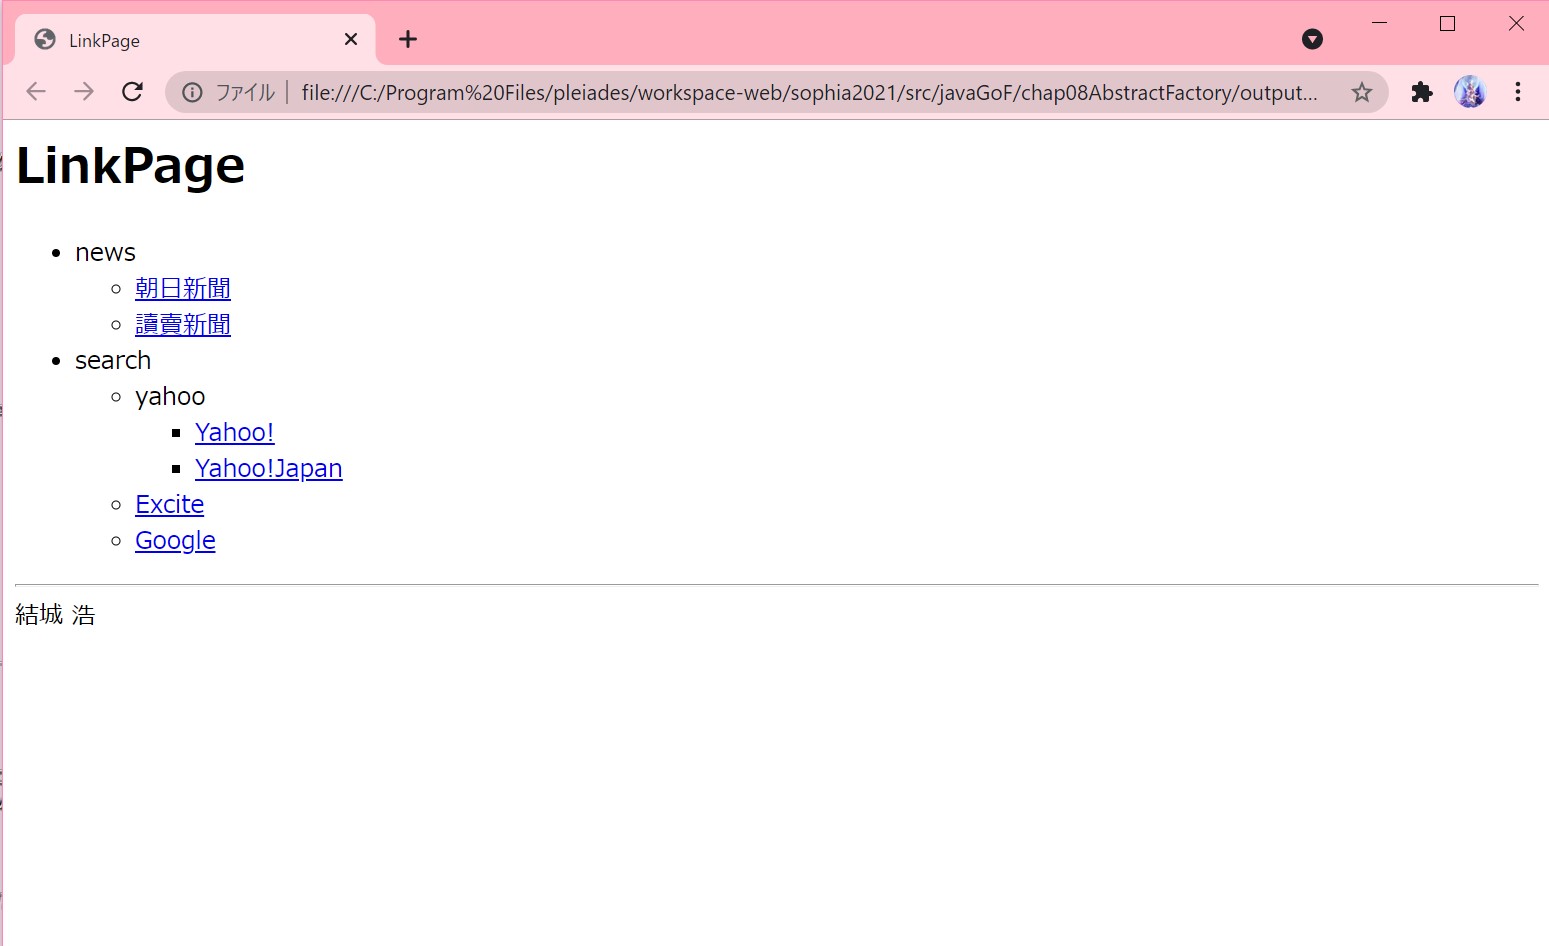 LinkPage
ファイル | file:///C:/Program%20Files/pleiades/workspace-web/sophia2021/src/javaGoF/chap08AbstractFactory/output...
LinkPage
news
朝日新聞
讀賣新聞
search
yahoo
Yahoo!
Yahoo!Japan
Excite
Google
結城 浩